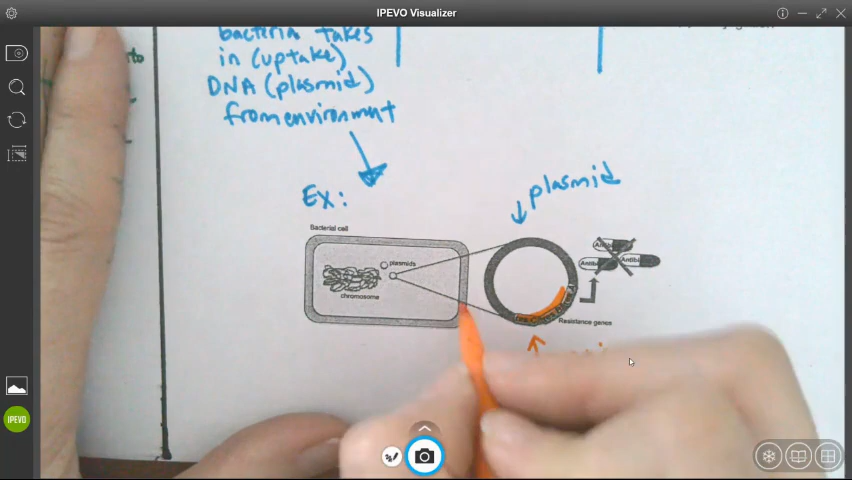 IPEVO Visualizer
to
bacteria takes
in (uptake)
DNA (plasmid)
from environment
Ex:
plasmid
Bacterial cell
plasmids
chromosome
Resistance genes
IPEVO